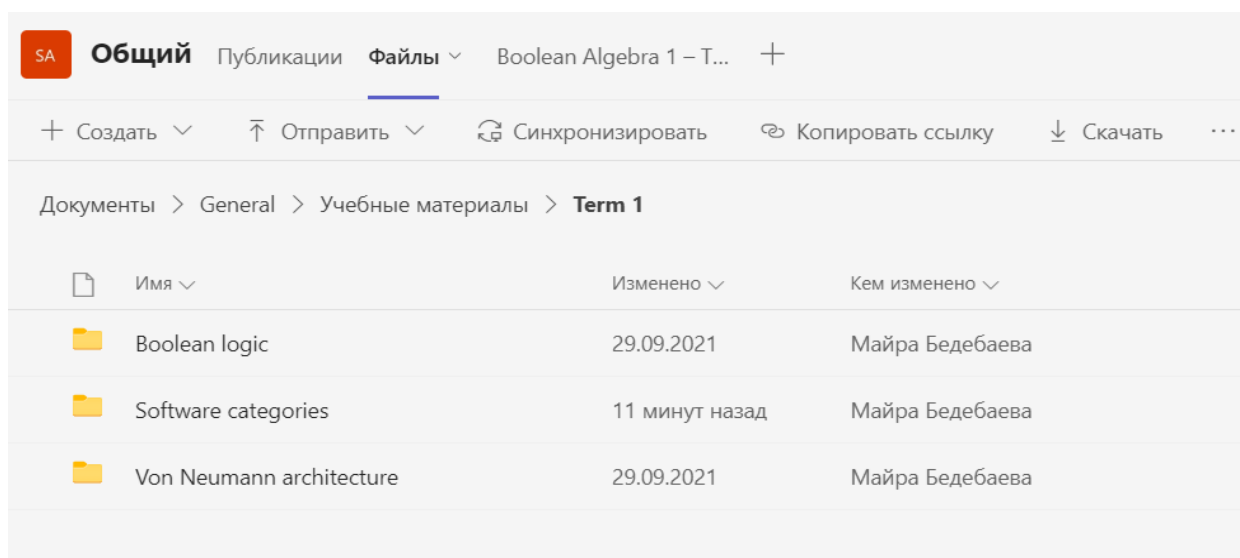 SA Общий Публикации Файлы Boolean Algebra 1 – T...
Создать Отправить Синхронизировать Копировать ссылку Скачать ...
Документы > General > Учебные материалы > Term 1
Имя Изменено Кем изменено
Boolean logic 29.09.2021 Майра Бедебаева
Software categories 11 минут назад Майра Бедебаева
Von Neumann architecture 29.09.2021 Майра Бедебаева